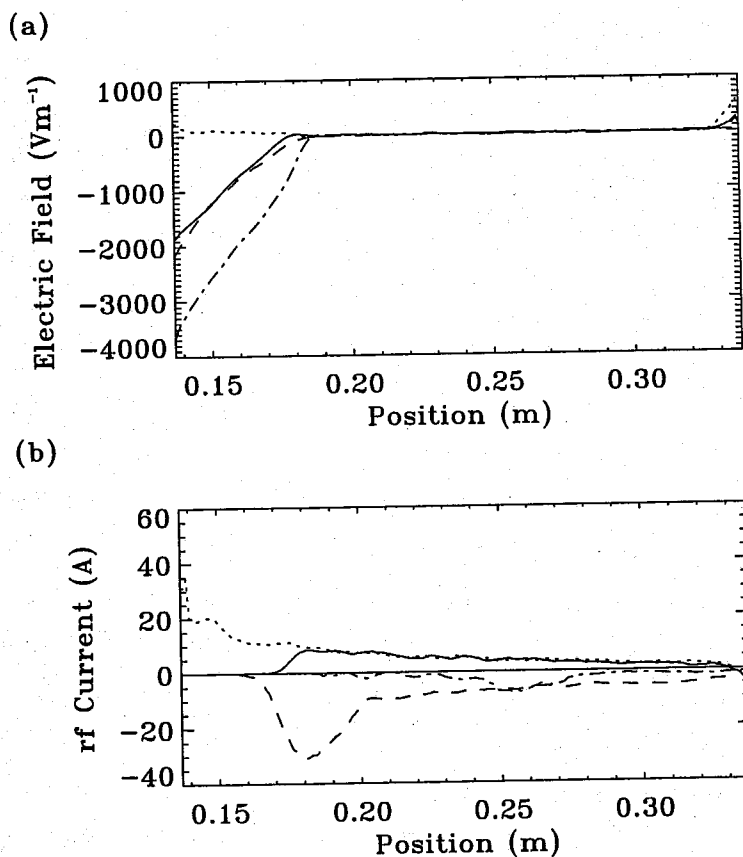 (a)
Electric Field (Vm⁻¹)
1000
0
-1000
-2000
-3000
-4000
0.15 0.20 0.25 0.30
Position (m)
(b)
rf Current (A)
60
40
20
0
-20
-40
0.15 0.20 0.25 0.30
Position (m)